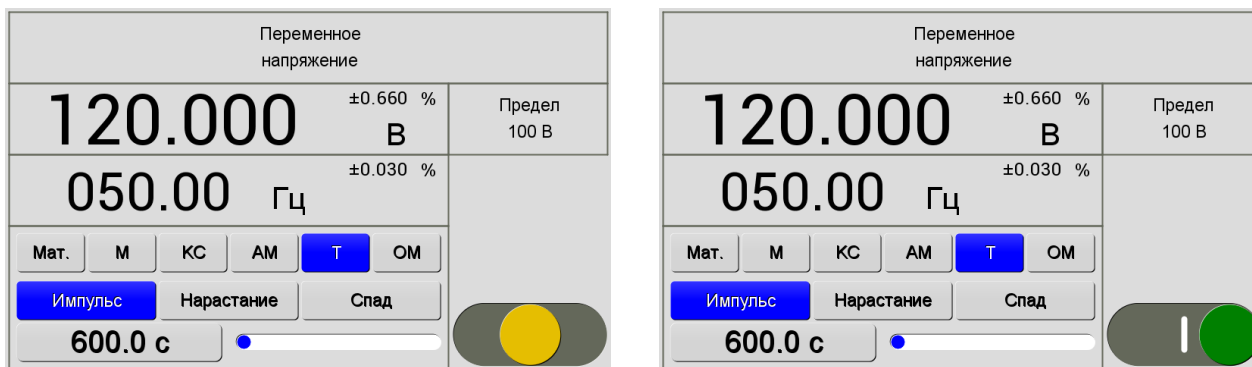 Переменное
напряжение
120.000 ±0.660 % В
Предел
100 В
050.00 Гц ±0.030 %
Мат. М КС АМ Т ОМ
Импульс Нарастание Спад
600.0 с
Переменное
напряжение
120.000 ±0.660 % В
Предел
100 В
050.00 Гц ±0.030 %
Мат. М КС АМ Т ОМ
Импульс Нарастание Спад
600.0 с